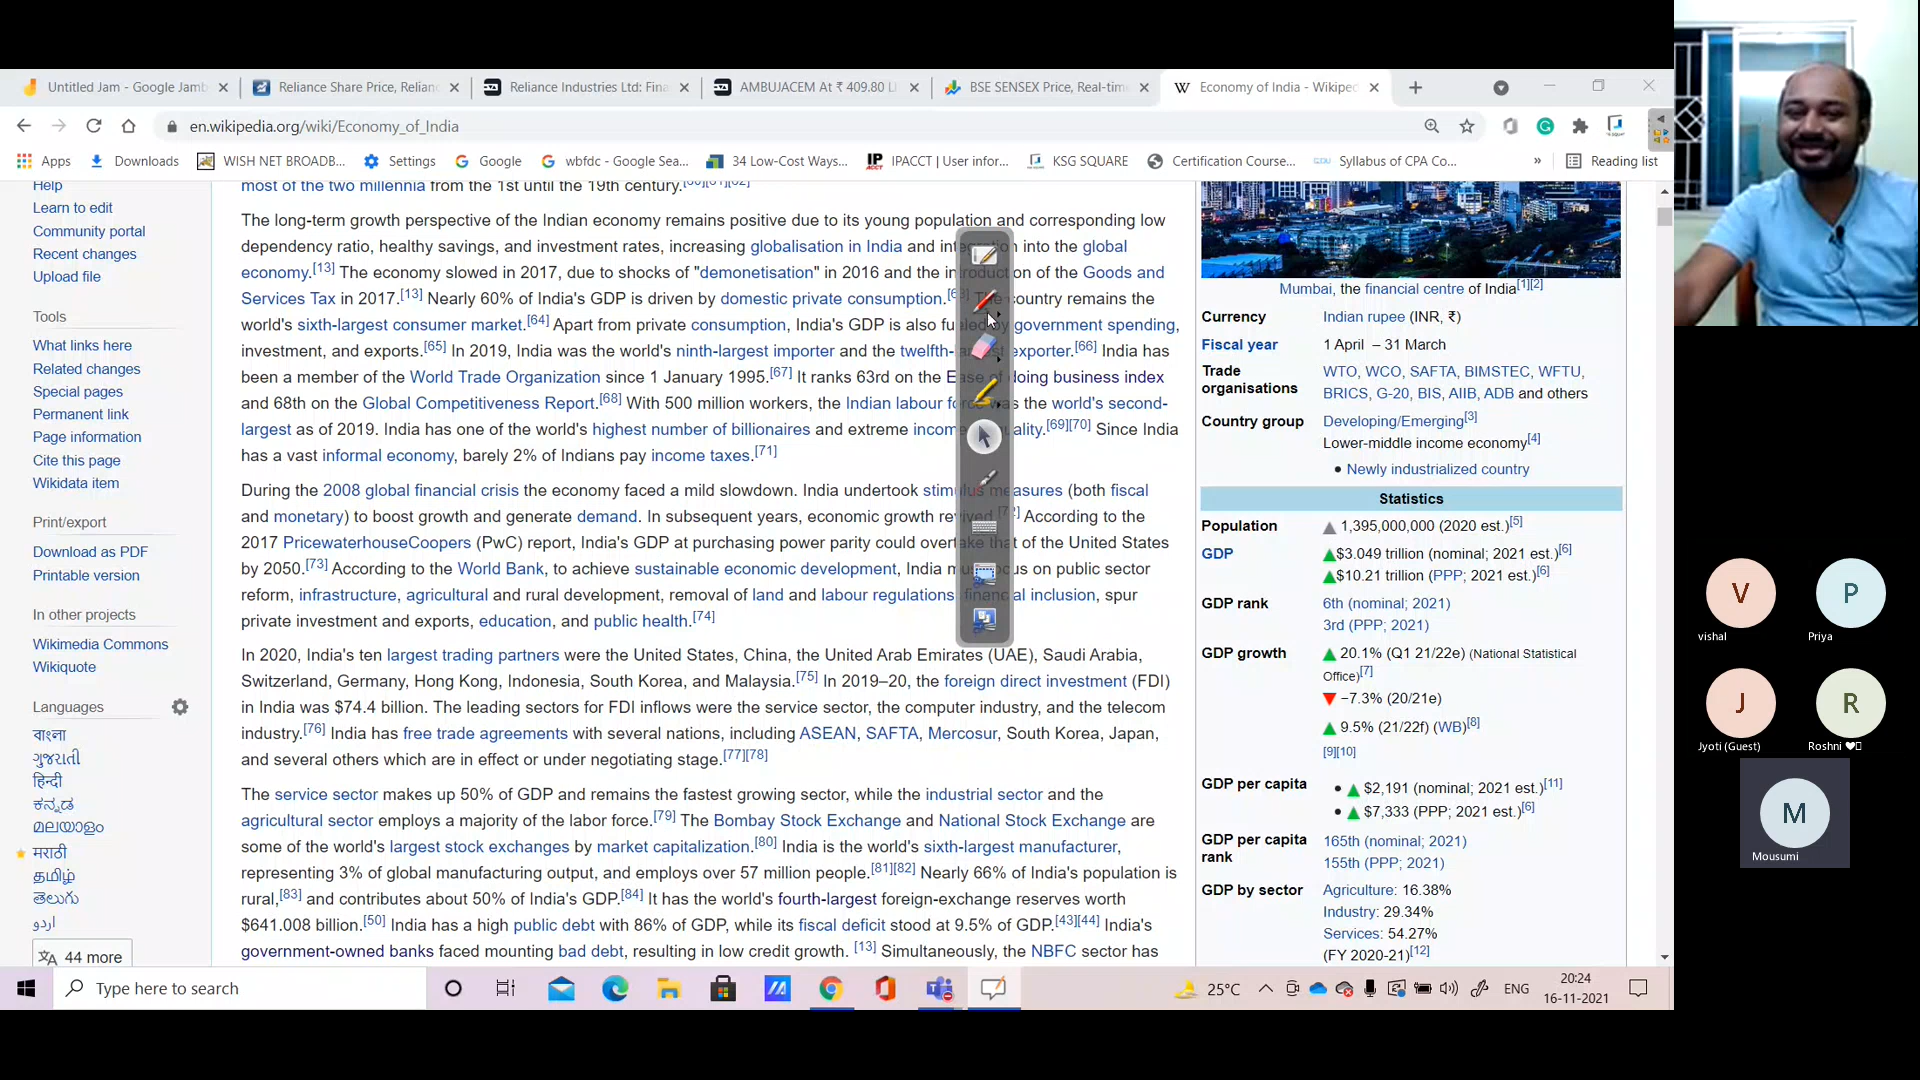 Untitled Jam - Google Jamb
Reliance Share Price, Relian
Reliance Industries Ltd: Fina
AMBUJACEM At ₹ 409.80 L
BSE SENSEX Price, Real-tim
Economy of India - Wikiped
en.wikipedia.org/wiki/Economy_of_India
Apps
Downloads
WISH NET BROADB...
Settings
Google
wbfdc - Google Sea...
34 Low-Cost Ways...
IPACCT | User infor...
KSG SQUARE
Certification Course...
Syllabus of CPA Co...
»
Reading list
Help
Learn to edit
Community portal
Recent changes
Upload file
Tools
What links here
Related changes
Special pages
Permanent link
Page information
Cite this page
Wikidata item
Print/export
Download as PDF
Printable version
In other projects
Wikimedia Commons
Wikiquote
Languages
বাংলা
ગુજરાતી
हिन्दी
ಕನ್ನಡ
മലയാളം
मराठी
தமிழ்
తెలుగు
اردو
44 more
most of the two millennia from the 1st until the 19th century.[60][61][62]
The long-term growth perspective of the Indian economy remains positive due to its young population and corresponding low
dependency ratio, healthy savings, and investment rates, increasing globalisation in India and integration into the global
economy.[13] The economy slowed in 2017, due to shocks of "demonetisation" in 2016 and the introduction of the Goods and
Services Tax in 2017.[13] Nearly 60% of India's GDP is driven by domestic private consumption. The country remains the
world's sixth-largest consumer market.[64] Apart from private consumption, India's GDP is also fueled by government spending,
investment, and exports.[65] In 2019, India was the world's ninth-largest importer and the twelfth-largest exporter.[66] India has
been a member of the World Trade Organization since 1 January 1995.[67] It ranks 63rd on the Ease of doing business index
and 68th on the Global Competitiveness Report.[68] With 500 million workers, the Indian labour force was the world's second-
largest as of 2019. India has one of the world's highest number of billionaires and extreme income inequality.[69][70] Since India
has a vast informal economy, barely 2% of Indians pay income taxes.[71]
During the 2008 global financial crisis the economy faced a mild slowdown. India undertook stimulus measures (both fiscal
and monetary) to boost growth and generate demand. In subsequent years, economic growth revived.[72] According to the
2017 PricewaterhouseCoopers (PwC) report, India's GDP at purchasing power parity could overtake that of the United States
by 2050.[73] According to the World Bank, to achieve sustainable economic development, India must focus on public sector
reform, infrastructure, agricultural and rural development, removal of land and labour regulations, financial inclusion, spur
private investment and exports, education, and public health.[74]
In 2020, India's ten largest trading partners were the United States, China, the United Arab Emirates (UAE), Saudi Arabia,
Switzerland, Germany, Hong Kong, Indonesia, South Korea, and Malaysia.[75] In 2019–20, the foreign direct investment (FDI)
in India was $74.4 billion. The leading sectors for FDI inflows were the service sector, the computer industry, and the telecom
industry.[76] India has free trade agreements with several nations, including ASEAN, SAFTA, Mercosur, South Korea, Japan,
and several others which are in effect or under negotiating stage.[77][78]
The service sector makes up 50% of GDP and remains the fastest growing sector, while the industrial sector and the
agricultural sector employs a majority of the labor force.[79] The Bombay Stock Exchange and National Stock Exchange are
some of the world's largest stock exchanges by market capitalization.[80] India is the world's sixth-largest manufacturer,
representing 3% of global manufacturing output, and employs over 57 million people.[81][82] Nearly 66% of India's population is
rural,[83] and contributes about 50% of India's GDP.[84] It has the world's fourth-largest foreign-exchange reserves worth
$641.008 billion.[50] India has a high public debt with 86% of GDP, while its fiscal deficit stood at 9.5% of GDP.[43][44] India's
government-owned banks faced mounting bad debt, resulting in low credit growth. [13] Simultaneously, the NBFC sector has
Mumbai, the financial centre of India[1][2]
Currency Indian rupee (INR, ₹)
Fiscal year 1 April – 31 March
Trade organisations WTO, WCO, SAFTA, BIMSTEC, WFTU,
BRICS, G-20, BIS, AIIB, ADB and others
Country group Developing/Emerging[3]
Lower-middle income economy[4]
• Newly industrialized country
Statistics
Population ▲ 1,395,000,000 (2020 est.)[5]
GDP ▲$3.049 trillion (nominal; 2021 est.)[6]
▲$10.21 trillion (PPP; 2021 est.)[6]
GDP rank 6th (nominal; 2021)
3rd (PPP; 2021)
GDP growth ▲ 20.1% (Q1 21/22e) (National Statistical
Office)[7]
▼ −7.3% (20/21e)
▲ 9.5% (21/22f) (WB)[8]
[9][10]
GDP per capita • ▲ $2,191 (nominal; 2021 est.)[11]
• ▲ $7,333 (PPP; 2021 est.)[6]
GDP per capita rank 165th (nominal; 2021)
155th (PPP; 2021)
GDP by sector Agriculture: 16.38%
Industry: 29.34%
Services: 54.27%
(FY 2020-21)[12]
V
vishal
P
Priya
J
Jyoti (Guest)
R
Roshni ❤
M
Mousumi
Type here to search
25°C
ENG
20:24
16-11-2021